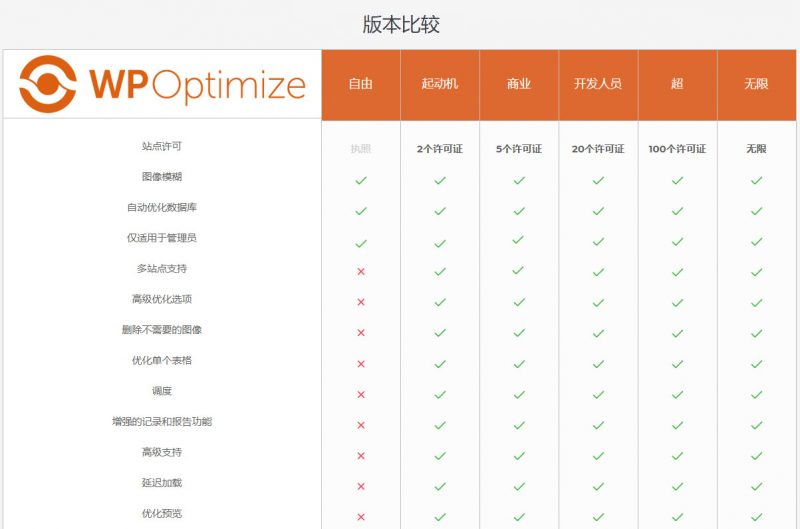 版本比较
WPOptimize 自由 起动机 商业 开发人员 超 无限
站点许可 执照 2个许可证 5个许可证 20个许可证 100个许可证 无限
图像模糊
自动优化数据库
仅适用于管理员
多站点支持
高级优化选项
删除不需要的图像
优化单个表格
调度
增强的记录和报告功能
高级支持
延迟加载
优化预览